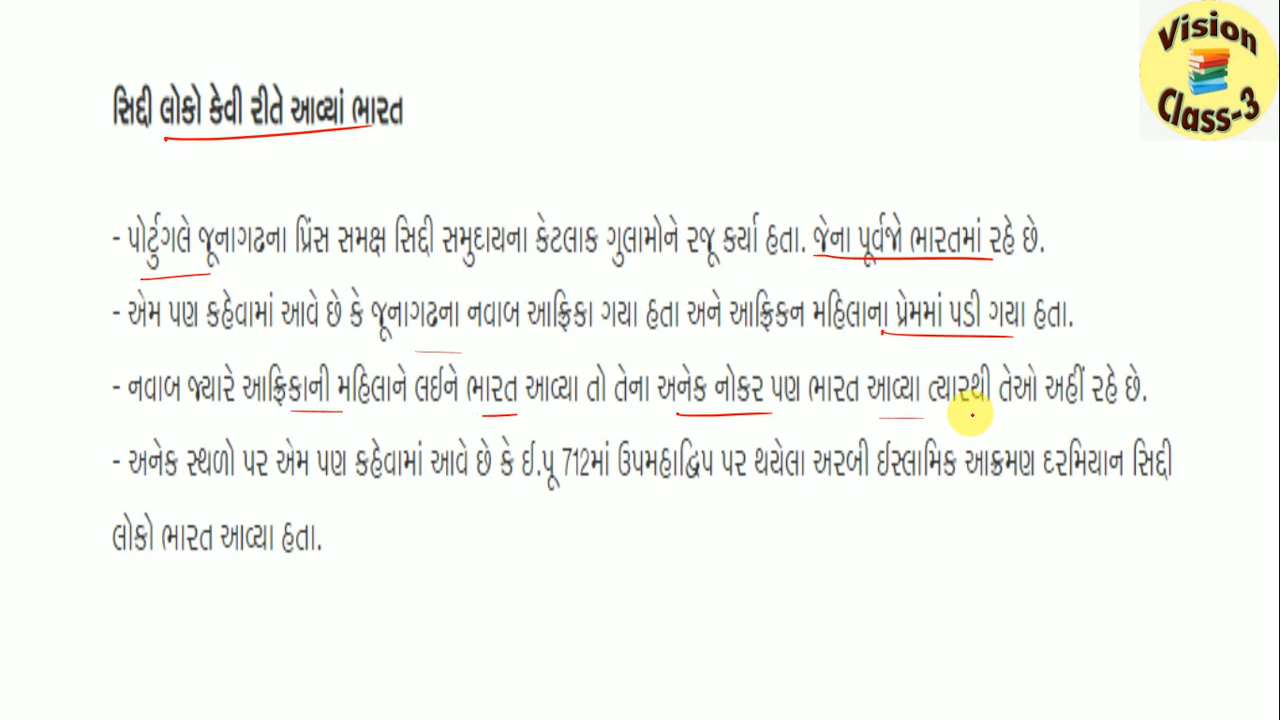 Vision
Class-3
સિદ્દી લોકો કેવી રીતે આવ્યાં ભારત
- પોર્ટુગલે જૂનાગઢના પ્રિંસ સમક્ષ સિદ્દી સમુદાયના કેટલાક ગુલામોને રજૂ કર્યા હતા. જેના પૂર્વજો ભારતમાં રહે છે.
- એમ પણ કહેવામાં આવે છે કે જૂનાગઢના નવાબ આફ્રિકા ગયા હતા અને આફ્રિકન મહિલાના પ્રેમમાં પડી ગયા હતા.
- નવાબ જ્યારે આફ્રિકાની મહિલાને લઈને ભારત આવ્યા તો તેના અનેક નોકર પણ ભારત આવ્યા ત્યારથી તેઓ અહીં રહે છે.
- અનેક સ્થળો પર એમ પણ કહેવામાં આવે છે કે ઈ.પૂ 712માં ઉપમહાદ્વિપ પર થયેલા અરબી ઈસ્લામિક આક્રમણ દરમિયાન સિદ્દી
લોકો ભારત આવ્યા હતા.